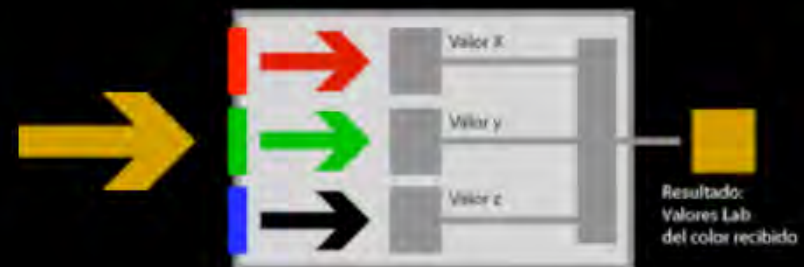 Valor X
Valor y
Valor z
Resultado:
Valores Lab
del color recibido